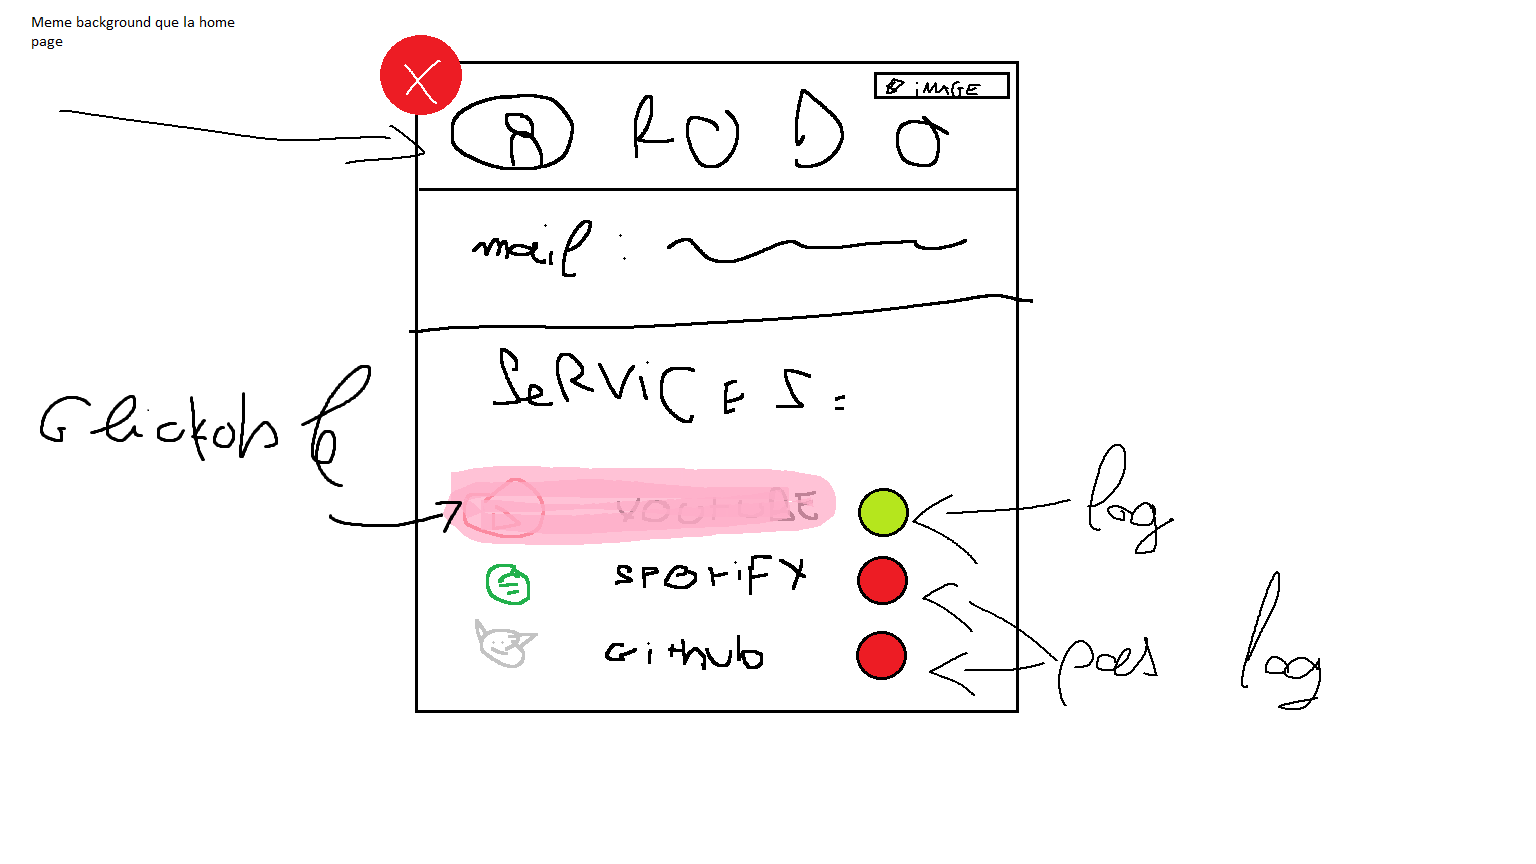 Meme background que la home
page
X
IMAGE
RODO
mail :
SERVICES :
Clickable
YOUTUBE
log
SPOTIFY
GitHub
pas log